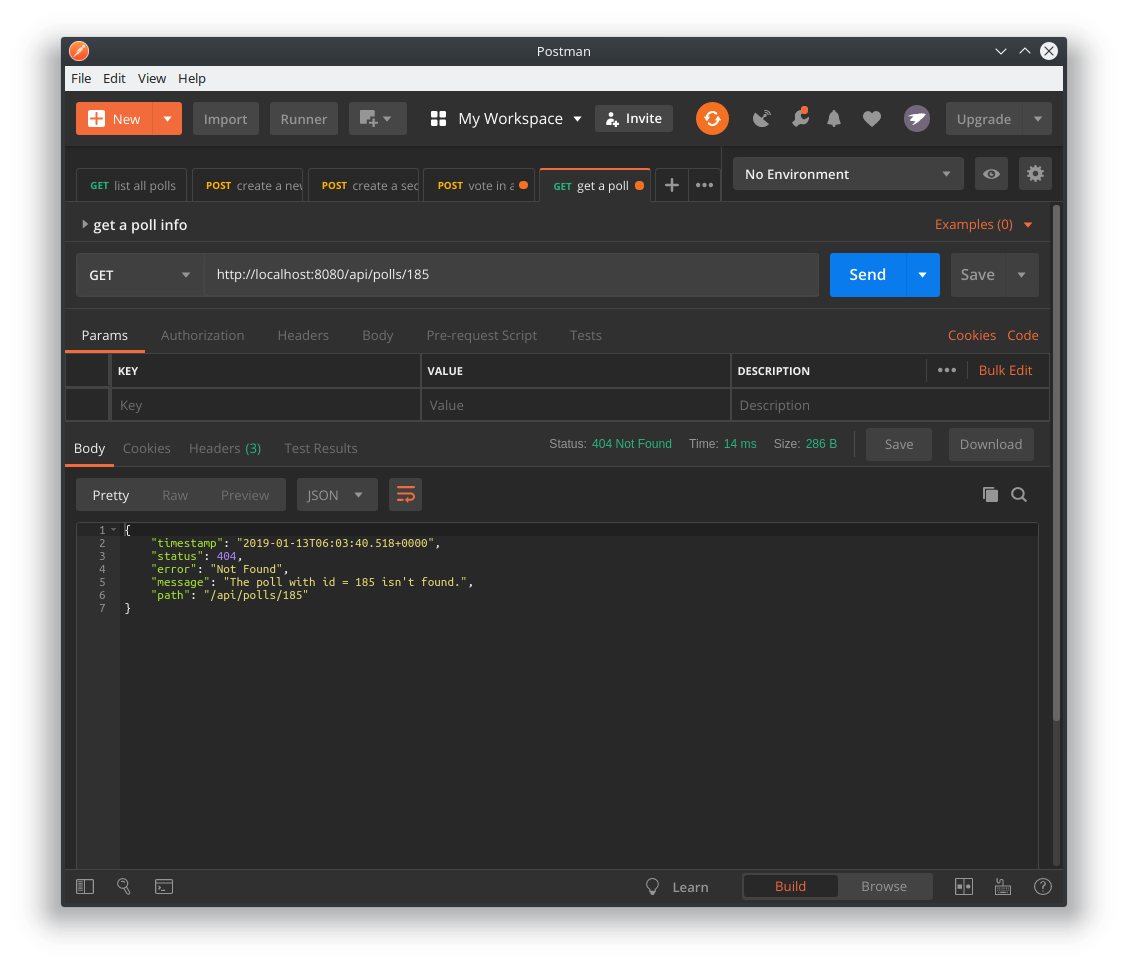 Postman
File Edit View Help
New Import Runner My Workspace Invite Upgrade
GET list all polls POST create a new POST create a sec POST vote in a GET get a poll No Environment
get a poll info Examples (0)
GET http://localhost:8080/api/polls/185 Send Save
Params Authorization Headers Body Pre-request Script Tests Cookies Code
KEY VALUE DESCRIPTION Bulk Edit
Key Value Description
Body Cookies Headers (3) Test Results Status: 404 Not Found Time: 14 ms Size: 286 B Save Download
Pretty Raw Preview JSON
1 {
2 "timestamp": "2019-01-13T06:03:40.518+0000",
3 "status": 404,
4 "error": "Not Found",
5 "message": "The poll with id = 185 isn't found.",
6 "path": "/api/polls/185"
7 }
Learn Build Browse